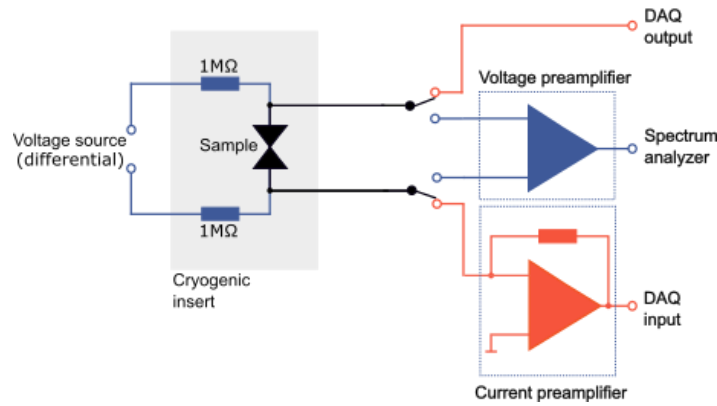 DAQ
output
1MΩ
Voltage preamplifier
Voltage source
(differential)
Sample
Spectrum
analyzer
1MΩ
Cryogenic
insert
DAQ
input
Current preamplifier